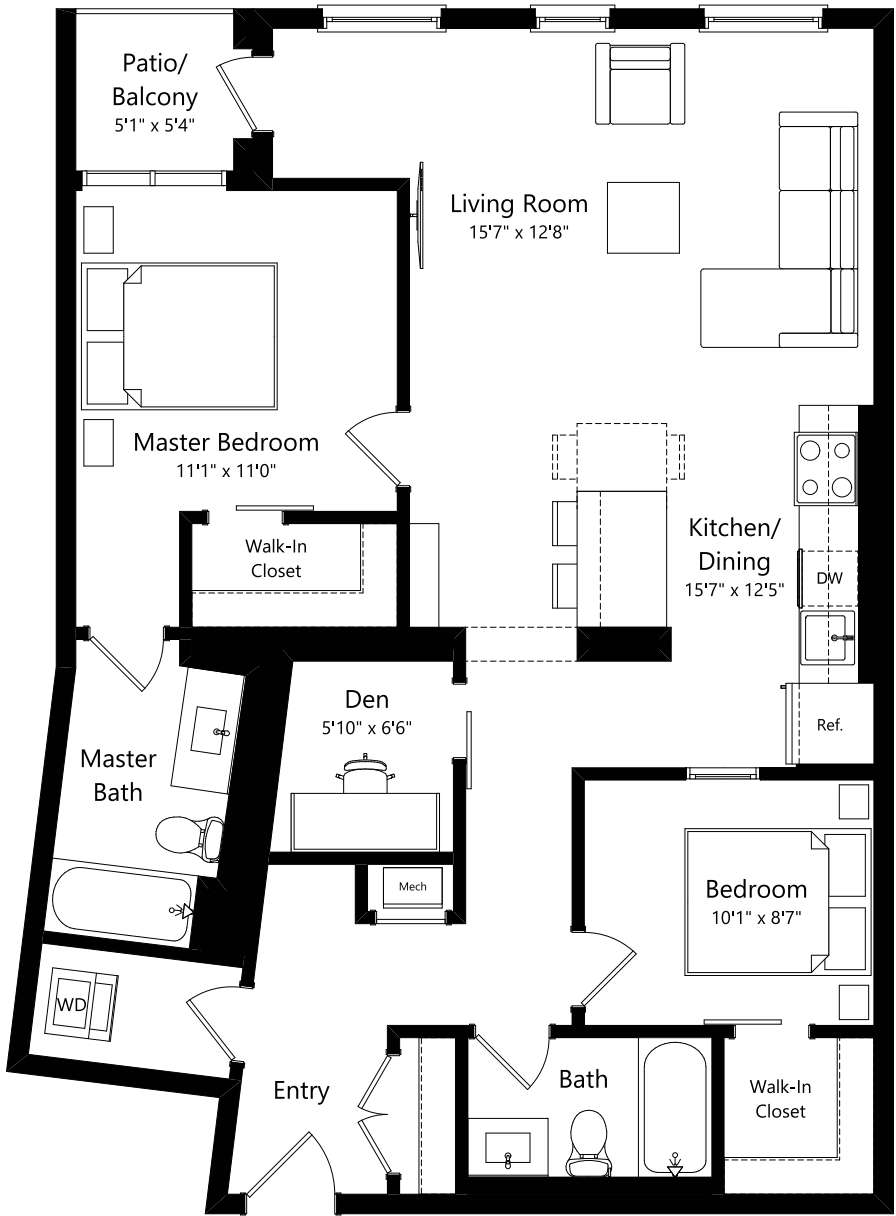 Patio/
Balcony
5'1" x 5'4"
Living Room
15'7" x 12'8"
Master Bedroom
11'1" x 11'0"
Walk-In
Closet
Kitchen/
Dining
15'7" x 12'5"
DW
Ref.
Den
5'10" x 6'6"
Master
Bath
Mech
Bedroom
10'1" x 8'7"
WD
Entry
Bath
Walk-In
Closet